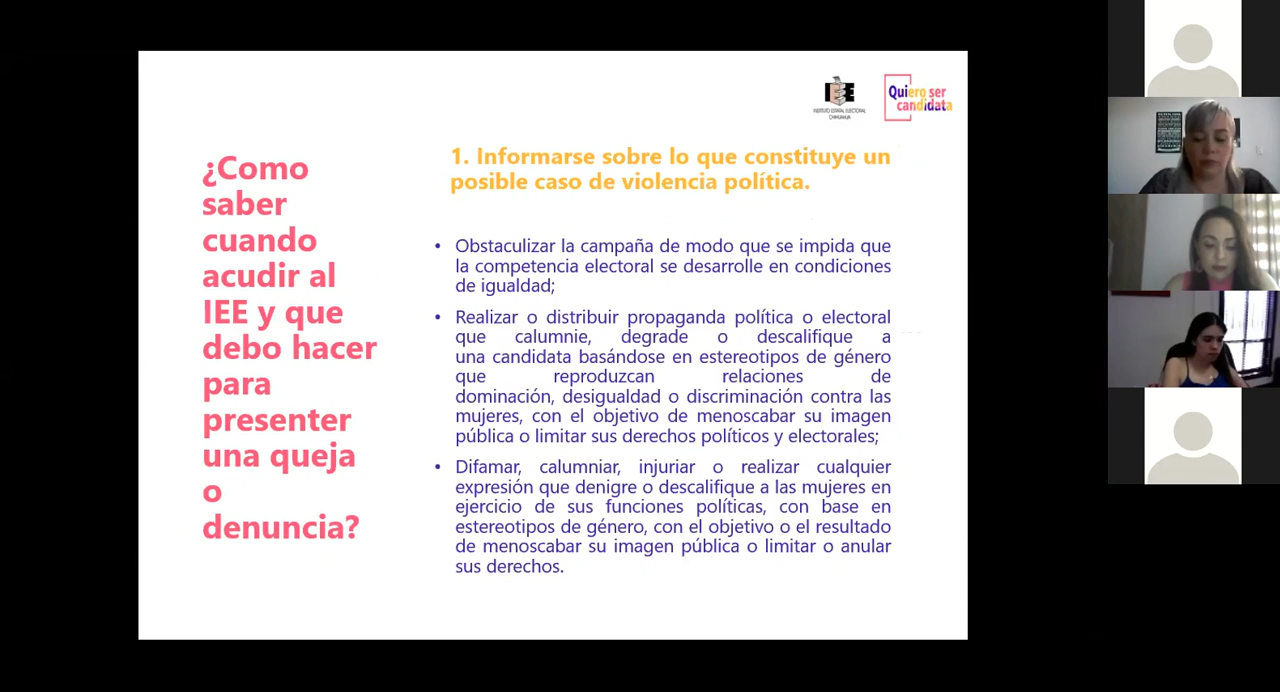 IEE
INSTITUTO ESTATAL ELECTORAL
CHIHUAHUA
Quiero ser
candidata
¿Como
saber
cuando
acudir al
IEE y que
debo hacer
para
presenter
una queja
o
denuncia?
1. Informarse sobre lo que constituye un
posible caso de violencia política.
• Obstaculizar la campaña de modo que se impida que
la competencia electoral se desarrolle en condiciones
de igualdad;
• Realizar o distribuir propaganda política o electoral
que calumnie, degrade o descalifique a
una candidata basándose en estereotipos de género
que reproduzcan relaciones de
dominación, desigualdad o discriminación contra las
mujeres, con el objetivo de menoscabar su imagen
pública o limitar sus derechos políticos y electorales;
• Difamar, calumniar, injuriar o realizar cualquier
expresión que denigre o descalifique a las mujeres en
ejercicio de sus funciones políticas, con base en
estereotipos de género, con el objetivo o el resultado
de menoscabar su imagen pública o limitar o anular
sus derechos.